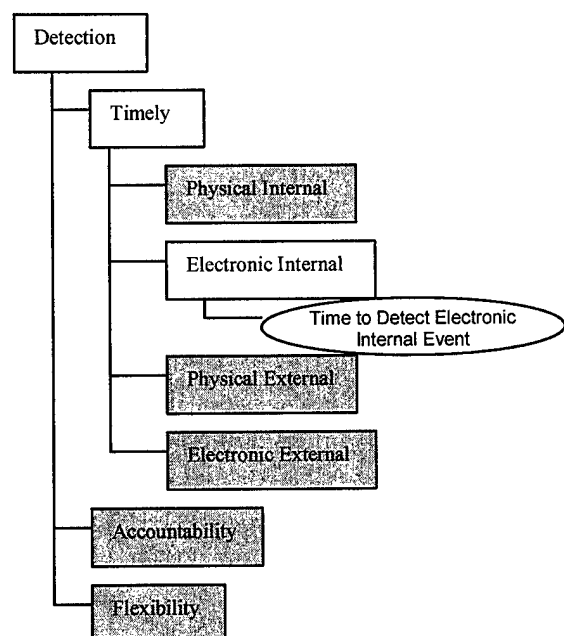 Detection
Timely
Physical Internal
Electronic Internal
Time to Detect Electronic
Internal Event
Physical External
Electronic External
Accountability
Flexibility